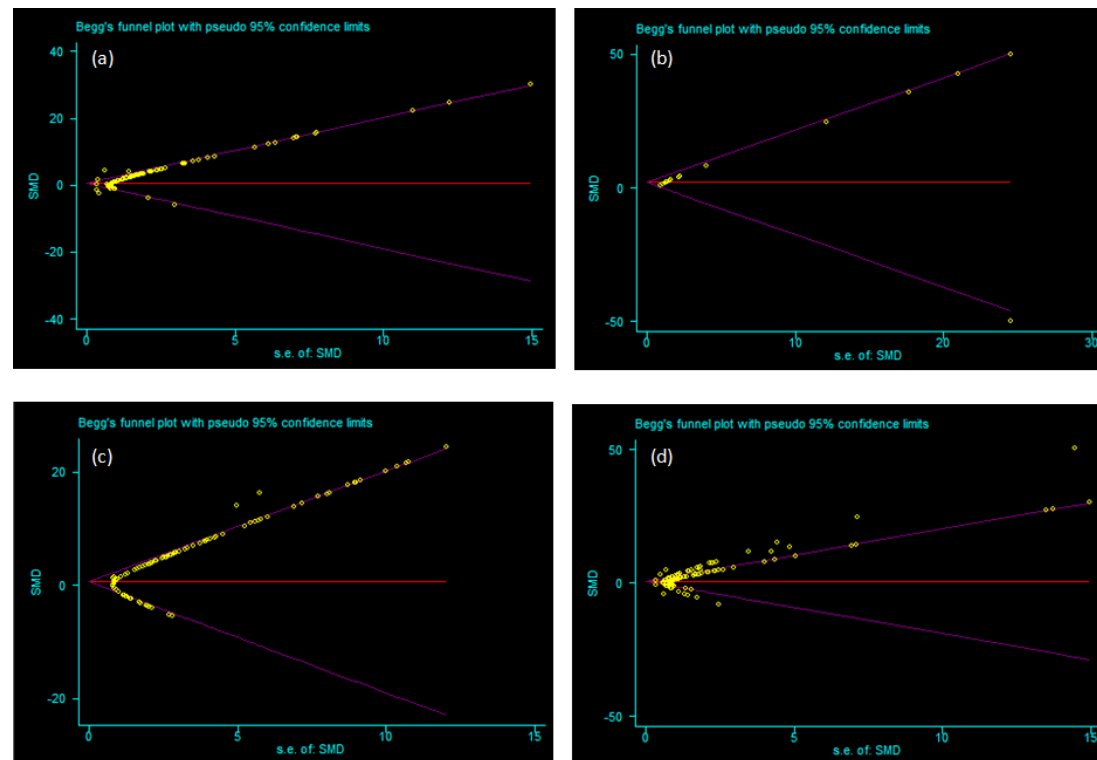 Begg's funnel plot with pseudo 95% confidence limits
(a)
40
20
0
-20
-40
SMD
0 5 10 15
s.e. of: SMD
Begg's funnel plot with pseudo 95% confidence limits
(b)
50
0
-50
SMD
0 10 20 30
s.e. of: SMD
Begg's funnel plot with pseudo 95% confidence limits
(c)
20
0
-20
SMD
0 5 10 15
s.e. of: SMD
Begg's funnel plot with pseudo 95% confidence limits
(d)
50
0
-50
SMD
0 5 10 15
s.e. of: SMD